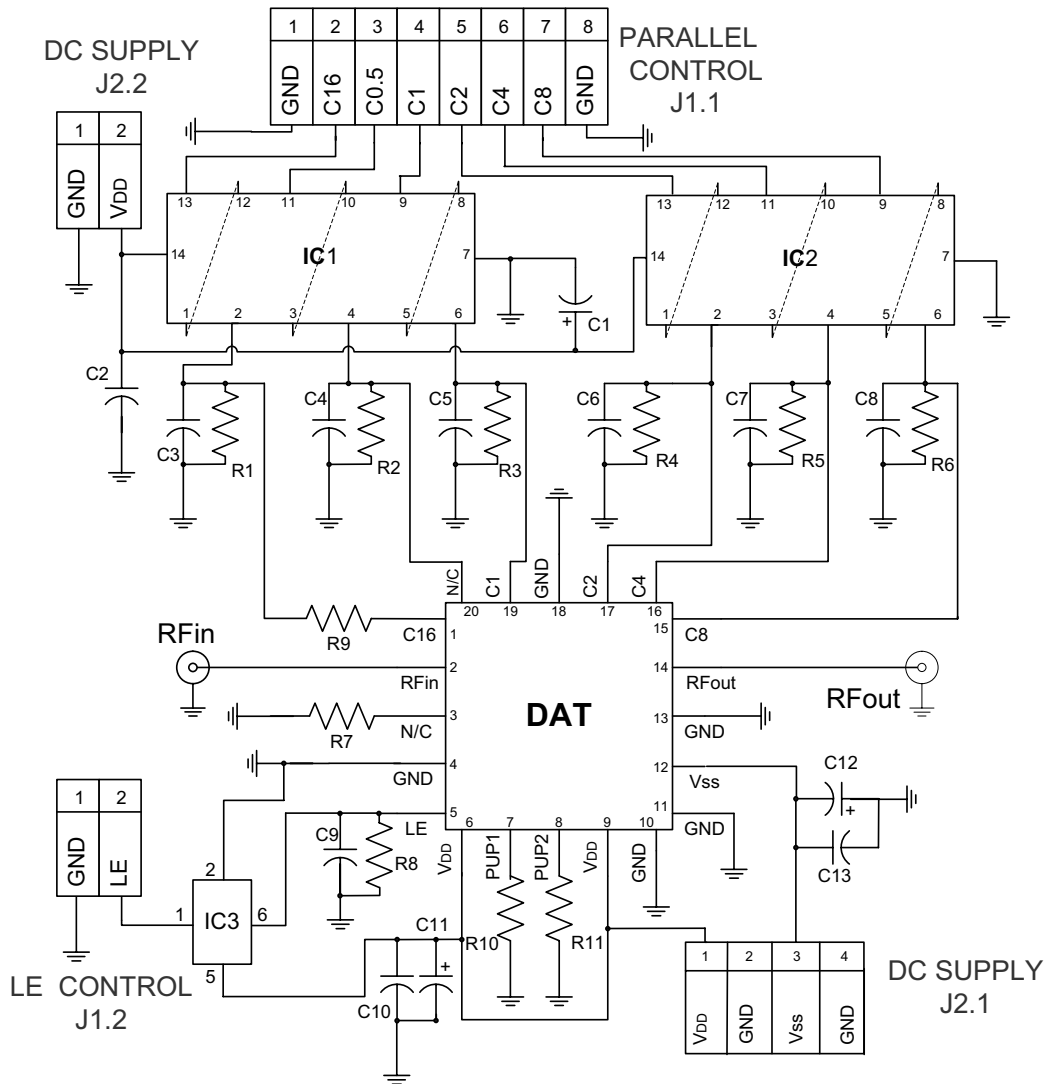 DC SUPPLY
J2.2
1 2
GND VDD
1 2 3 4 5 6 7 8
GND C16 C0.5 C1 C2 C4 C8 GND
PARALLEL
CONTROL
J1.1
13 12 11 10 9 8
14 IC1 7
1 2 3 4 5 6
C1
+
13 12 11 10 9 8
14 IC2 7
1 2 3 4 5 6
C2
C3 R1
C4 R2
C5 R3
C6 R4
C7 R5
C8 R6
N/C C1 GND C2 C4
20 19 18 17 16
R9 C16 1
15 C8
RFin
2 RFin
14 RFout
RFout
DAT
R7 3 N/C
13 GND
4 GND
12 Vss
5 LE
11 GND
6 7 8 9 10
VDD PUP1 PUP2 VDD GND
C12
+
C13
1 2
GND LE
2
1 IC3 6
5
LE CONTROL
J1.2
C9 R8
C11
+
C10
R10 R11
1 2 3 4
VDD GND Vss GND
DC SUPPLY
J2.1